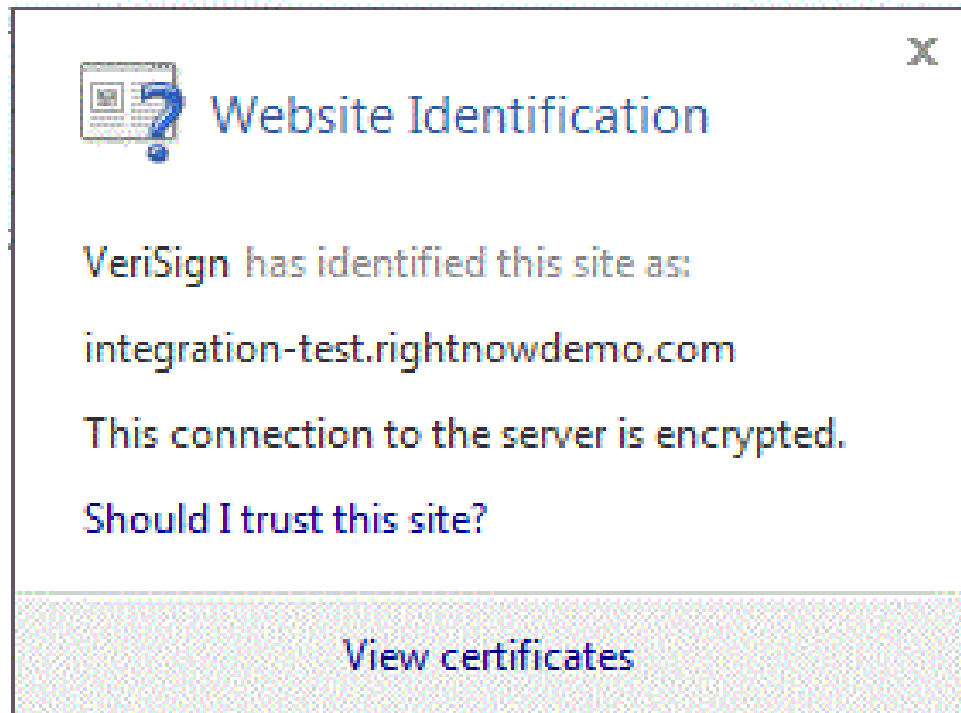 x
Website Identification
VeriSign has identified this site as:
integration-test.rightnowdemo.com
This connection to the server is encrypted.
Should I trust this site?
View certificates